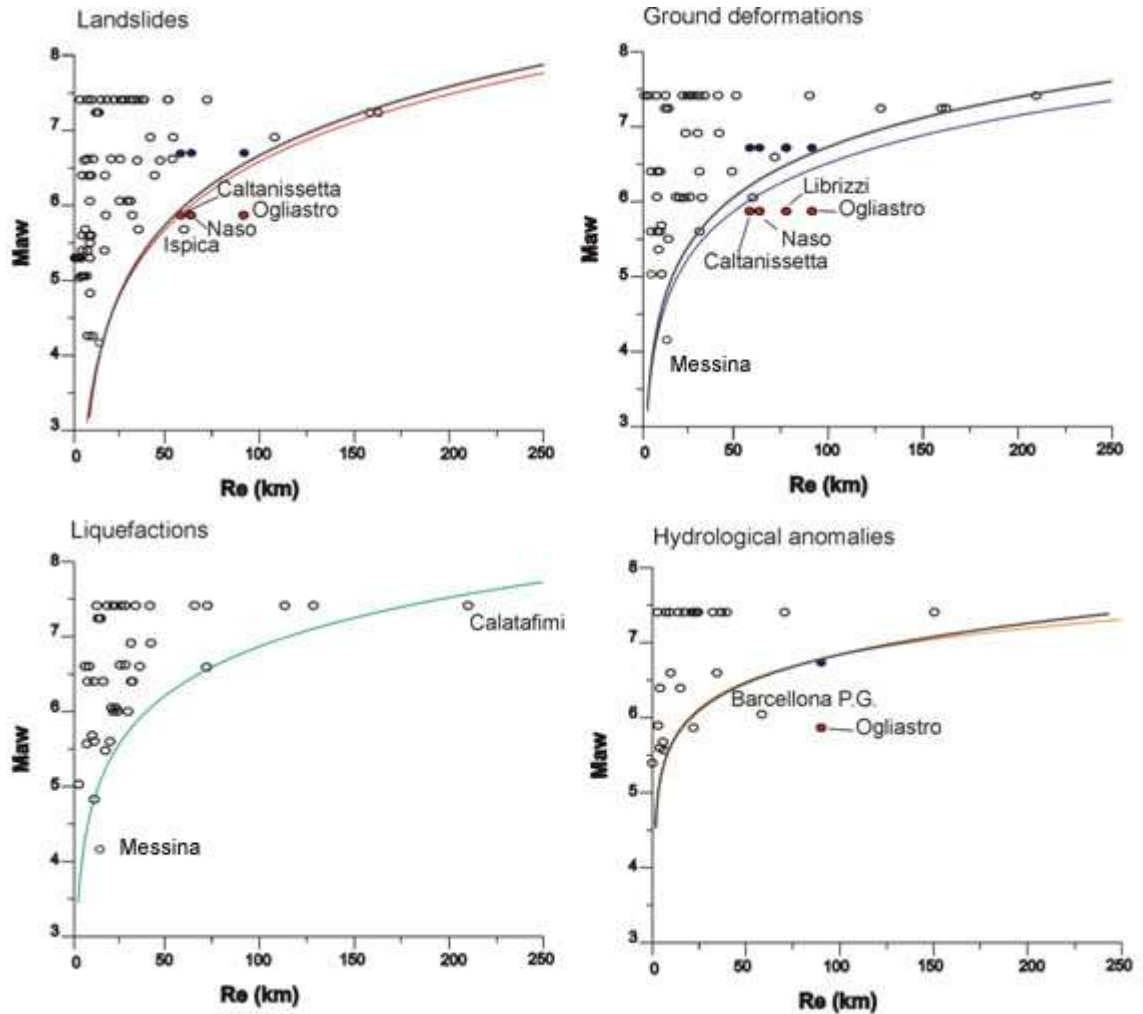 Landslides
8
7
6
5
4
3
Maw
Caltanissetta
Ogliastro
Naso
Ispica
0 50 100 150 200 250
Re (km)
Ground deformations
8
7
6
5
4
3
Maw
Librizzi
Ogliastro
Naso
Caltanissetta
Messina
0 50 100 150 200 250
Re (km)
Liquefactions
8
7
6
5
4
3
Maw
Calatafimi
Messina
0 50 100 150 200 250
Re (km)
Hydrological anomalies
8
7
6
5
4
3
Maw
Barcellona P.G.
Ogliastro
0 50 100 150 200 250
Re (km)